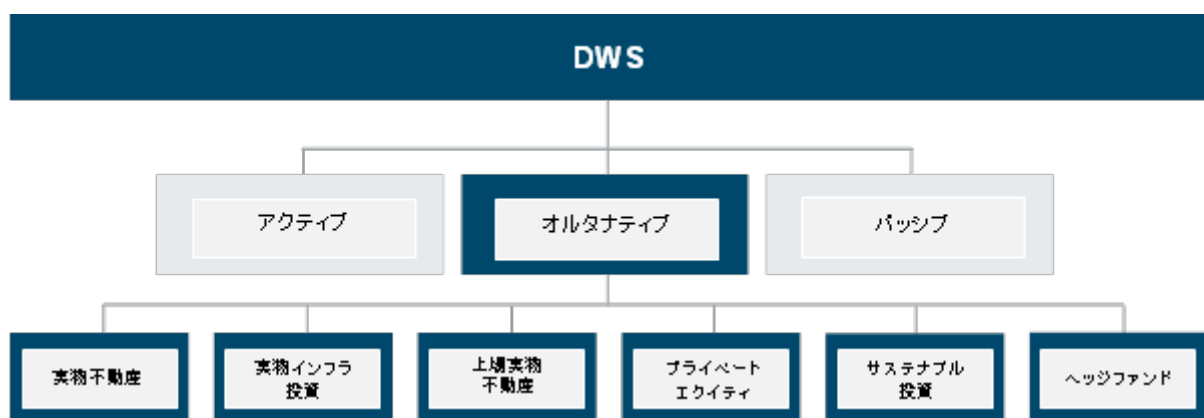 DWS
アクティブ
オルタナティブ
パッシブ
実物不動産
実物インフラ
投資
上場実物
不動産
プライベート
エクイティ
サステナブル
投資
ヘッジファンド